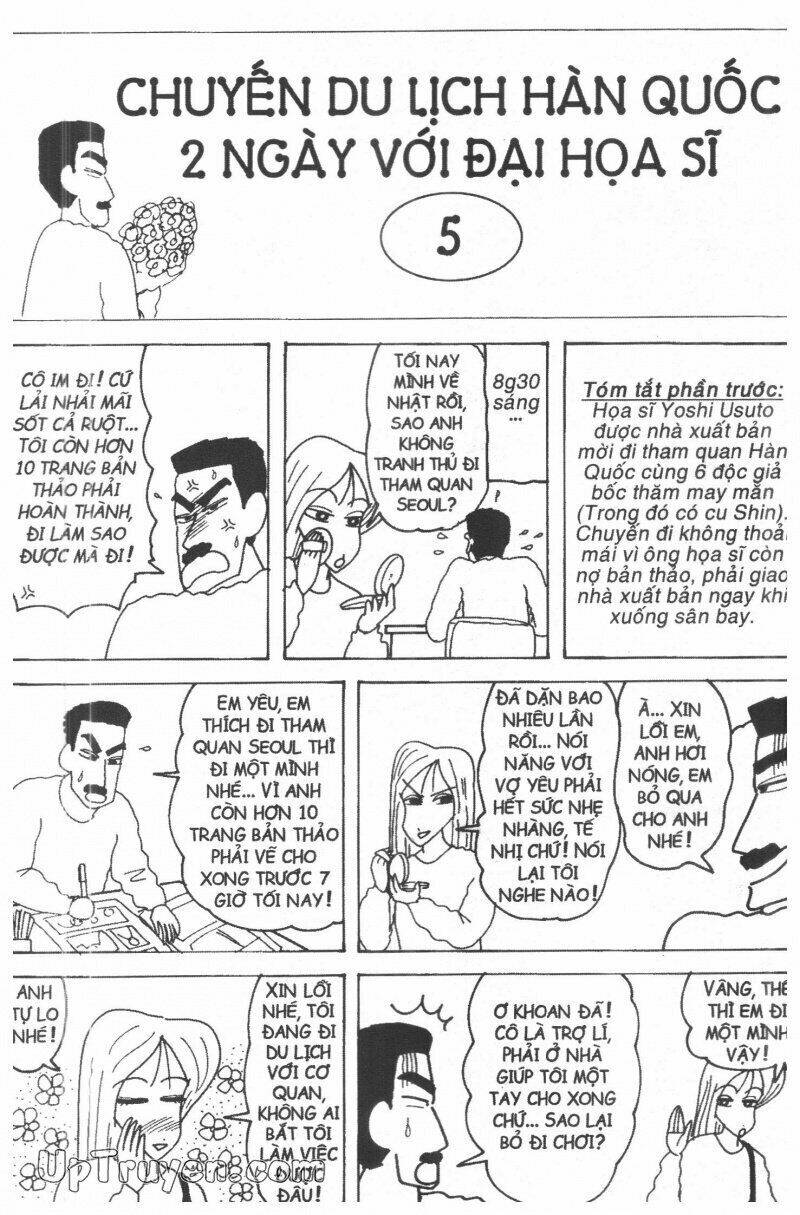 CHUYẾN DU LỊCH HÀN QUỐC
2 NGÀY VỚI ĐẠI HỌA SĨ
5
Tóm tắt phần trước:
Họa sĩ Yoshi Usuto
được nhà xuất bản
mời đi tham quan Hàn
Quốc cùng 6 độc giả
bốc thăm may mắn
(Trong đó có cu Shin).
Chuyến đi không thoải
mái vì ông họa sĩ còn
nợ bản thảo, phải giao
nhà xuất bản ngay khi
xuống sân bay.
8g30
sáng
...
TỐI NAY
MÌNH VỀ
NHẬT RỒI,
SAO ANH
KHÔNG
TRANH THỦ ĐI
THAM QUAN
SEOUL?
CÔ IM ĐI! CỨ
LẢI NHẢI MÃI
SỐT CẢ RUỘT...
TÔI CÒN HƠN
10 TRANG BẢN
THẢO PHẢI
HOÀN THÀNH,
ĐI LÀM SAO
ĐƯỢC MÀ ĐI!
À... XIN
LỖI EM,
ANH HƠI
NÓNG, EM
BỎ QUA
CHO ANH
NHÉ!
ĐÃ DẶN BAO
NHIÊU LẦN
RỒI... NÓI
NĂNG VỚI
VỢ YÊU PHẢI
HẾT SỨC NHẸ
NHÀNG, TẾ
NHỊ CHỨ! NÓI
LẠI TÔI
NGHE NÀO!
EM YÊU, EM
THÍCH ĐI THAM
QUAN SEOUL THÌ
ĐI MỘT MÌNH
NHÉ... VÌ ANH
CÒN HƠN 10
TRANG BẢN THẢO
PHẢI VẼ CHO
XONG TRƯỚC 7
GIỜ TỐI NAY!
VÂNG, THẾ
THÌ EM ĐI
MỘT MÌNH
VẬY!
Ơ KHOAN ĐÃ!
CÔ LÀ TRỢ LÍ,
PHẢI Ở NHÀ
GIÚP TÔI MỘT
TAY CHO XONG
CHỨ... SAO LẠI
BỎ ĐI CHƠI?
XIN LỖI
NHÉ, TÔI
ĐANG ĐI
DU LỊCH
VỚI CƠ
QUAN,
KHÔNG AI
BẮT TÔI
LÀM VIỆC
ĐƯỢC
ĐÂU!
ANH
TỰ LO
NHÉ!
UpTruyen.com